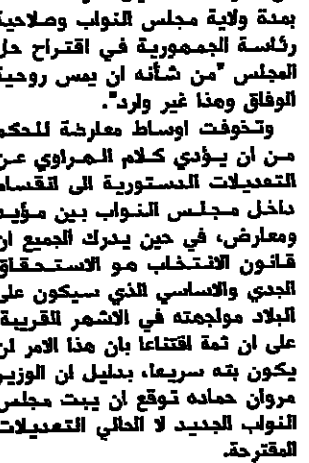 بمدة ولاية مجلس النواب وصلاحية
رئاسة الجمهورية في اقتراح حل
المجلس "من شأنه ان يمس روحية
الوفاق وهذا غير وارد".
وتخوفت اوساط معارضة للحكم
من ان يؤدي كلام الهراوي عن
التعديلات الدستورية الى انقسام
داخل مجلس النواب بين مؤيد
ومعارض، في حين يدرك الجميع ان
قانون الانتخاب هو الاستحقاق
الجدي والاساسي الذي سيكون على
البلاد مواجهته في الاشهر القريبة
على ان ثمة اقتناعا بان هذا الامر لن
يكون بته سريعا، بدليل ان الوزير
مروان حماده توقع ان يبت مجلس
النواب الجديد لا الحالي التعديلات
المقترحة.